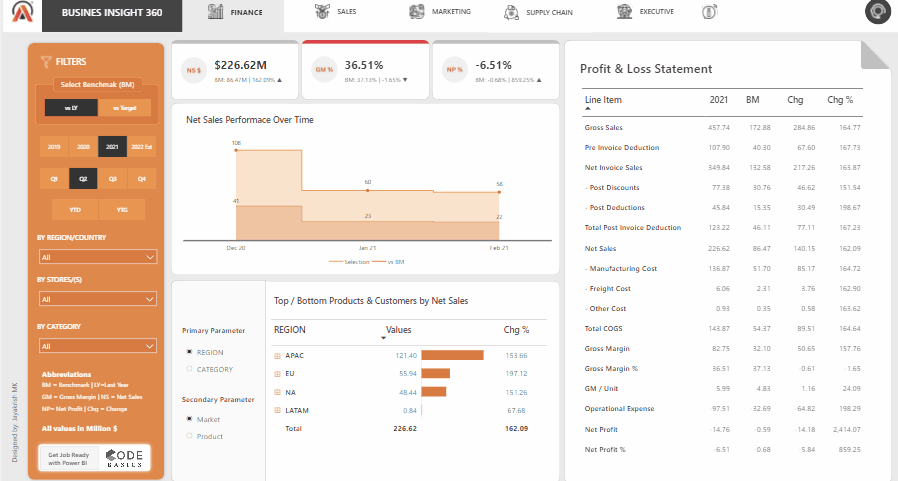 BUSINES INSIGHT 360
FINANCE
SALES
MARKETING
SUPPLY CHAIN
EXECUTIVE
FILTERS
Select Benchmak (BM)
vs LY
vs Target
2019 2020 2021 2022 Est
Q1 Q2 Q3 Q4
YTD YTG
BY REGION/COUNTRY
All
BY STORES/(S)
All
BY CATEGORY
All
Abbreviations
BM = Benchmark | LY=Last Year
GM = Gross Margin | NS = Net Sales
NP= Net Profit | Chg = Change
All values in Million $
Get Job Ready
with Power BI
CODE
BASICS
Designed by: Jayakrish MK
NS $
$226.62M
BM: 86.47M | 162.09% ▲
GM %
36.51%
BM: 37.13% | -1.65% ▼
NP %
-6.51%
BM: -0.68% | 859.25% ▲
Net Sales Performace Over Time
108
60
58
41
23
22
Dec 20
Jan 21
Feb 21
Selection
vs BM
Primary Parameter
REGION
CATEGORY
Secondary Parameter
Market
Product
Top / Bottom Products & Customers by Net Sales
REGION Values Chg %
APAC 121.40 153.66
EU 55.94 197.12
NA 48.44 151.26
LATAM 0.84 67.68
Total 226.62 162.09
Profit & Loss Statement
Line Item 2021 BM Chg Chg %
Gross Sales 457.74 172.88 284.86 164.77
Pre Invoice Deduction 107.90 40.30 67.60 167.73
Net Invoice Sales 349.84 132.58 217.26 163.87
- Post Discounts 77.38 30.76 46.62 151.54
- Post Deductions 45.84 15.35 30.49 198.67
Total Post Invoice Deduction 123.22 46.11 77.11 167.23
Net Sales 226.62 86.47 140.15 162.09
- Manufacturing Cost 136.87 51.70 85.17 164.72
- Freight Cost 6.06 2.31 3.76 162.90
- Other Cost 0.93 0.35 0.58 163.62
Total COGS 143.87 54.37 89.51 164.64
Gross Margin 82.75 32.10 50.65 157.76
Gross Margin % 36.51 37.13 -0.61 -1.65
GM / Unit 5.99 4.83 1.16 24.09
Operational Expense -97.51 -32.69 -64.82 198.29
Net Profit -14.76 -0.59 -14.18 2,414.07
Net Profit % -6.51 0.68 5.84 859.25